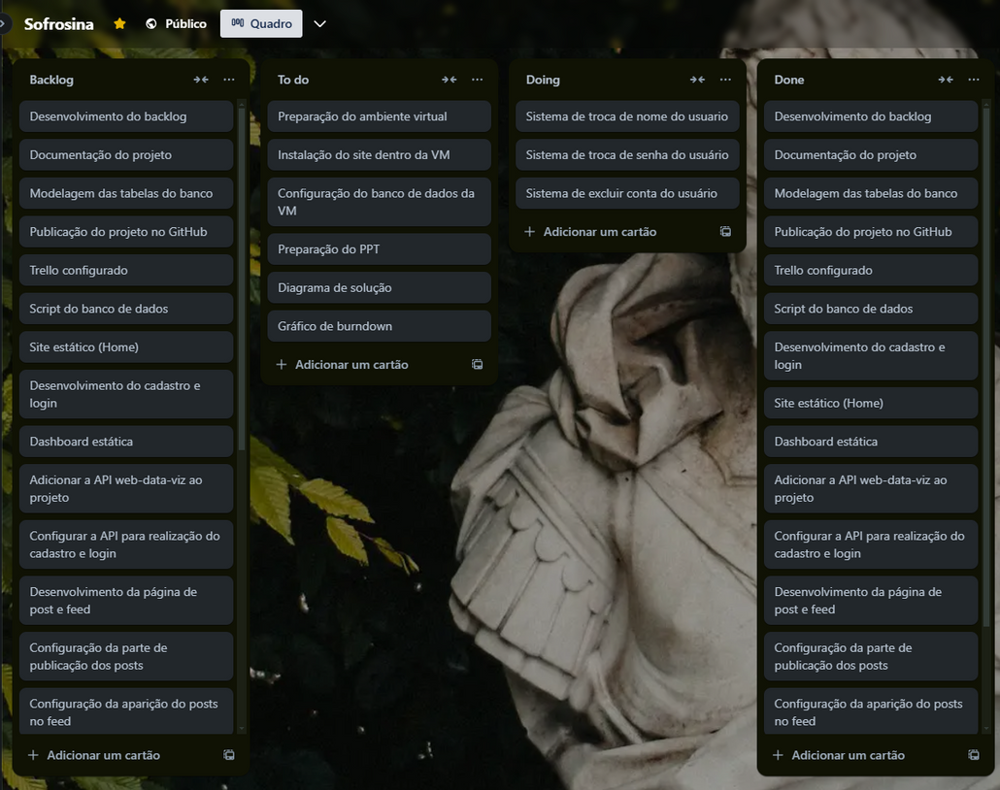 Sofrosina
Público
Quadro
Backlog
Desenvolvimento do backlog
Documentação do projeto
Modelagem das tabelas do banco
Publicação do projeto no GitHub
Trello configurado
Script do banco de dados
Site estático (Home)
Desenvolvimento do cadastro e
login
Dashboard estática
Adicionar a API web-data-viz ao
projeto
Configurar a API para realização do
cadastro e login
Desenvolvimento da página de
post e feed
Configuração da parte de
publicação dos posts
Configuração da aparição do posts
no feed
Adicionar um cartão
To do
Preparação do ambiente virtual
Instalação do site dentro da VM
Configuração do banco de dados da
VM
Preparação do PPT
Diagrama de solução
Gráfico de burndown
Adicionar um cartão
Doing
Sistema de troca de nome do usuario
Sistema de troca de senha do usuário
Sistema de excluir conta do usuário
Adicionar um cartão
Done
Desenvolvimento do backlog
Documentação do projeto
Modelagem das tabelas do banco
Publicação do projeto no GitHub
Trello configurado
Script do banco de dados
Desenvolvimento do cadastro e
login
Site estático (Home)
Dashboard estática
Adicionar a API web-data-viz ao
projeto
Configurar a API para realização do
cadastro e login
Desenvolvimento da página de
post e feed
Configuração da parte de
publicação dos posts
Configuração da aparição do posts
no feed
Adicionar um cartão